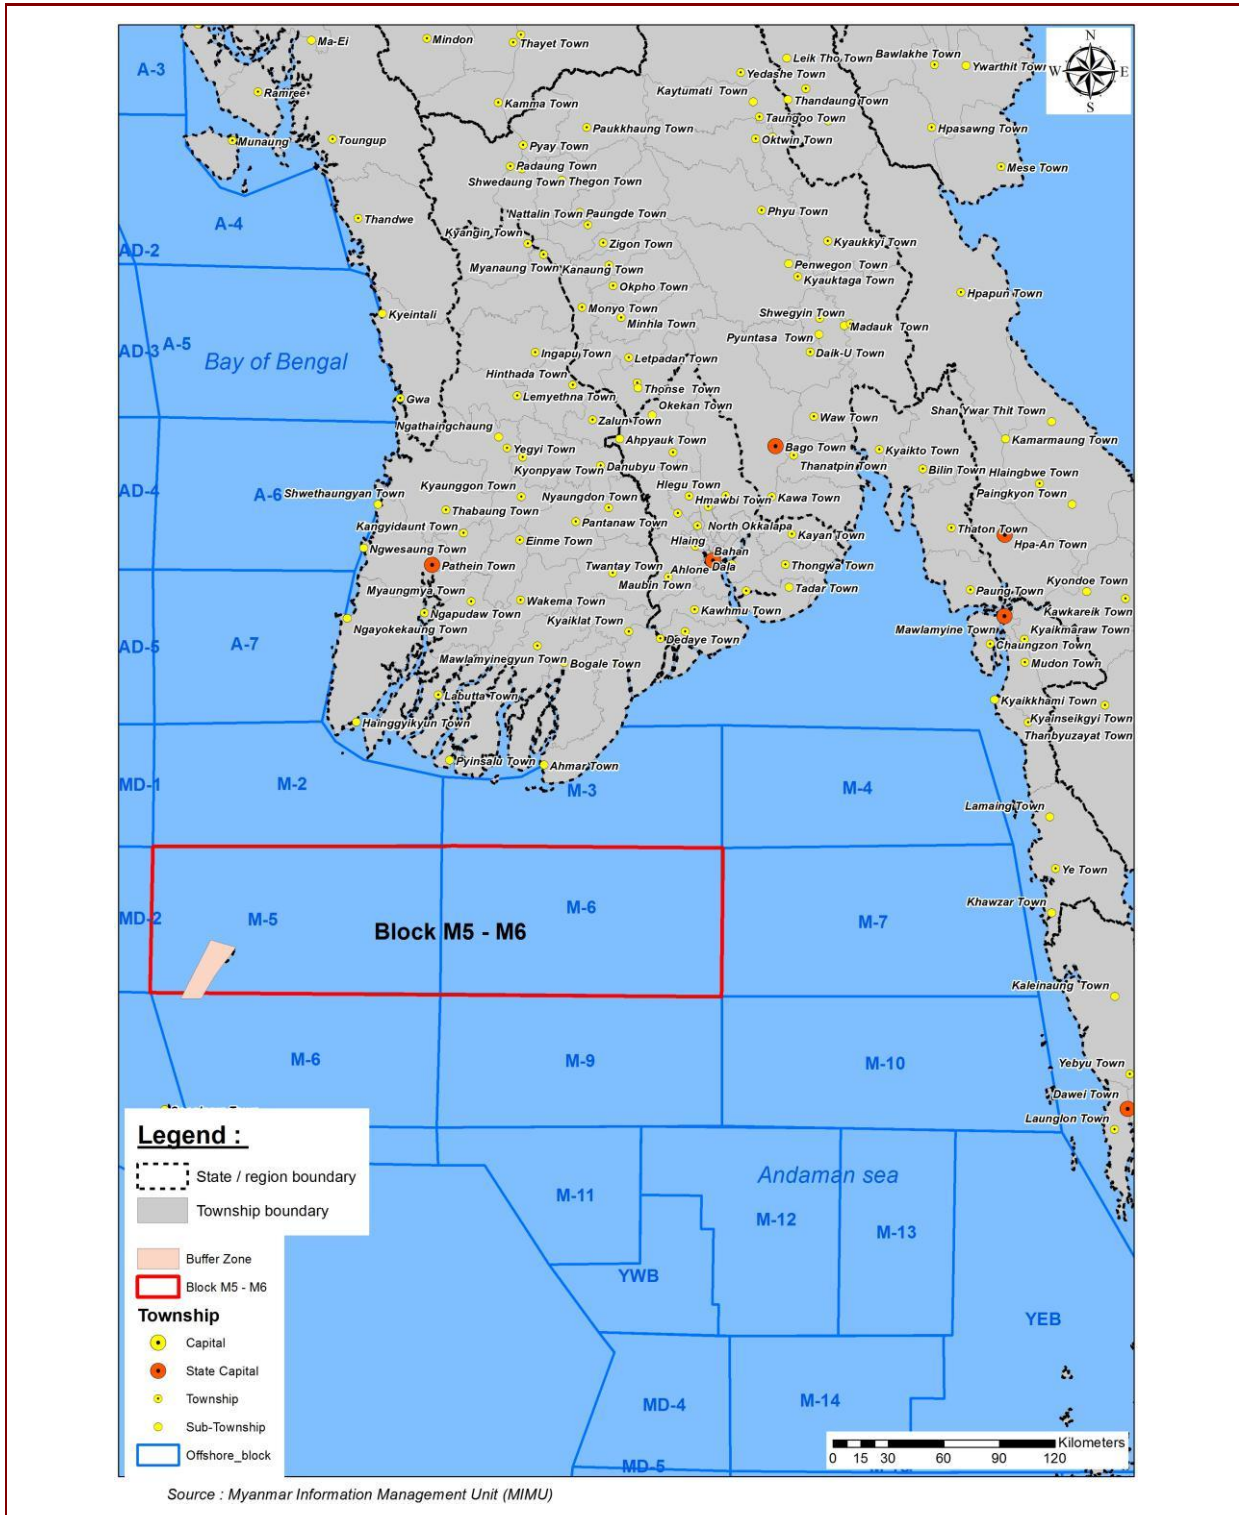 Ma-Ei
Mindon
Thayet Town
Leik Tho Town
Bawlakhe Town
Ywarthit Town
N
W
E
S
A-3
Yedashe Town
Ramree
Kamma Town
Kaytumati Town
Thandaung Town
Taungoo Town
Munaung
Toungup
Paukkhaung Town
Oktwin Town
Hpasawng Town
Pyay Town
Padaung Town
Mese Town
Shwedaung Town
Thegon Town
A-4
Thandwe
Nattalin Town
Paungde Town
Phyu Town
AD-2
Kyangin Town
Zigon Town
Kyaukkyi Town
Myanaung Town
Kanaung Town
Penwegon Town
Kyauktaga Town
Okpho Town
Hpapun Town
Kyeintali
Monyo Town
Minhla Town
Shwegyin Town
Madauk Town
AD-3
A-5
Bay of Bengal
Ingapu Town
Letpadan Town
Pyuntasa Town
Daik-U Town
Hinthada Town
Thonse Town
Gwa
Lemyethna Town
Okekan Town
Shan Ywar Thit Town
Ngathaingchaung
Zalun Town
Waw Town
Ahpyauk Town
Bago Town
Kamarmaung Town
Yegyi Town
Kyaikto Town
Kyonpyaw Town
Danubyu Town
Thanatpin Town
Bilin Town
Hlaingbwe Town
AD-4
A-6
Shwethaungyan Town
Kyaunggon Town
Nyaungdon Town
Hlegu Town
Hmawbi Town
Kawa Town
Paingkyon Town
Thabaung Town
Kangyidaunt Town
Pantanaw Town
North Okkalapa
Kayan Town
Thaton Town
Ngwesaung Town
Einme Town
Hlaing
Bahan
Hpa-An Town
Pathein Town
Twantay Town
Ahlone
Dala
Thongwa Town
Maubin Town
Tadar Town
Kyondoe Town
Myaungmya Town
Wakema Town
Paung Town
Ngapudaw Town
Kawhmu Town
Kawkareik Town
AD-5
A-7
Ngayokekaung Town
Kyaiklat Town
Dedaye Town
Mawlamyine Town
Kyaikmaraw Town
Chaungzon Town
Mawlamyinegyun Town
Bogale Town
Mudon Town
Labutta Town
Kyaikkhami Town
Hainggyikyun Town
Kyainseikgyi Town
Thanbyuzayat Town
Pyinsalu Town
Ahmar Town
MD-1
M-2
M-3
M-4
Lamaing Town
Ye Town
Khawzar Town
MD-2
M-5
M-6
M-7
Block M5 - M6
Kaleinaung Town
M-6
M-9
M-10
Yebyu Town
Dawei Town
Launglon Town
Legend :
State / region boundary
Township boundary
Buffer Zone
Block M5 - M6
Township
Capital
State Capital
Township
Sub-Township
Offshore_block
M-11
Andaman sea
M-12
M-13
YWB
YEB
MD-4
M-14
MD-5
Kilometers
0 15 30 60 90 120
Source : Myanmar Information Management Unit (MIMU)